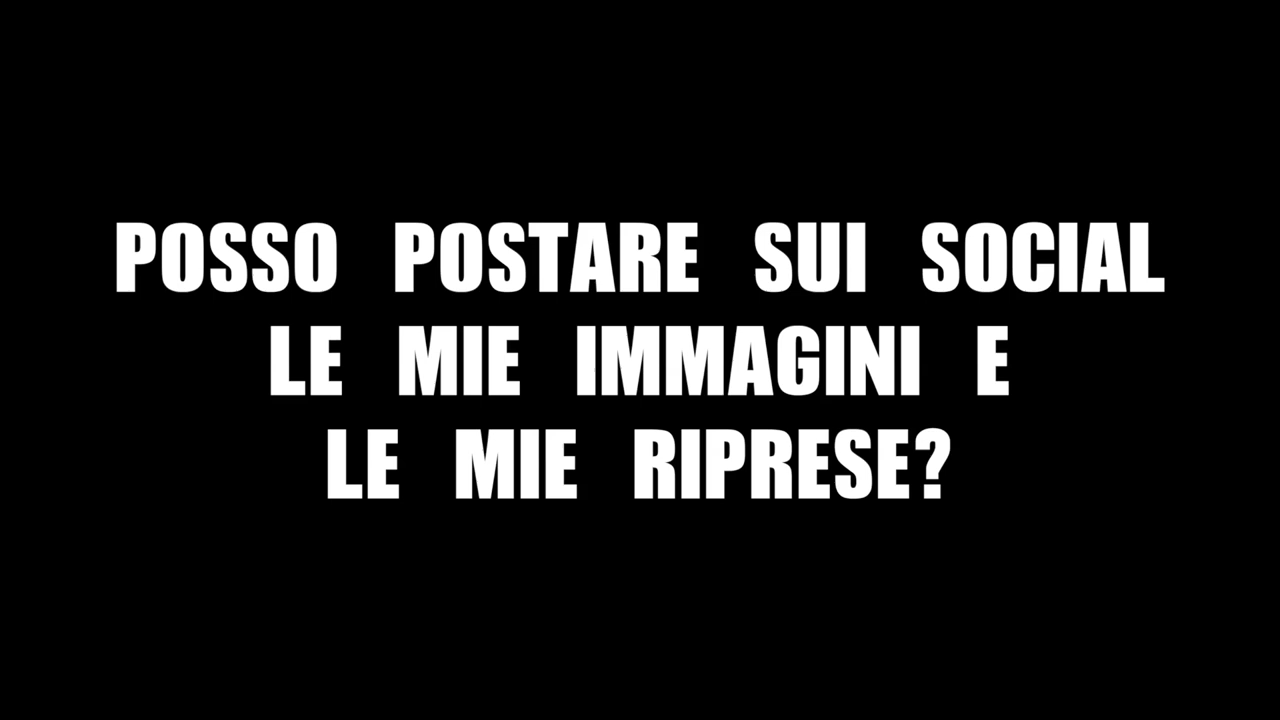 POSSO POSTARE SUI SOCIAL
LE MIE IMMAGINI E
LE MIE RIPRESE?